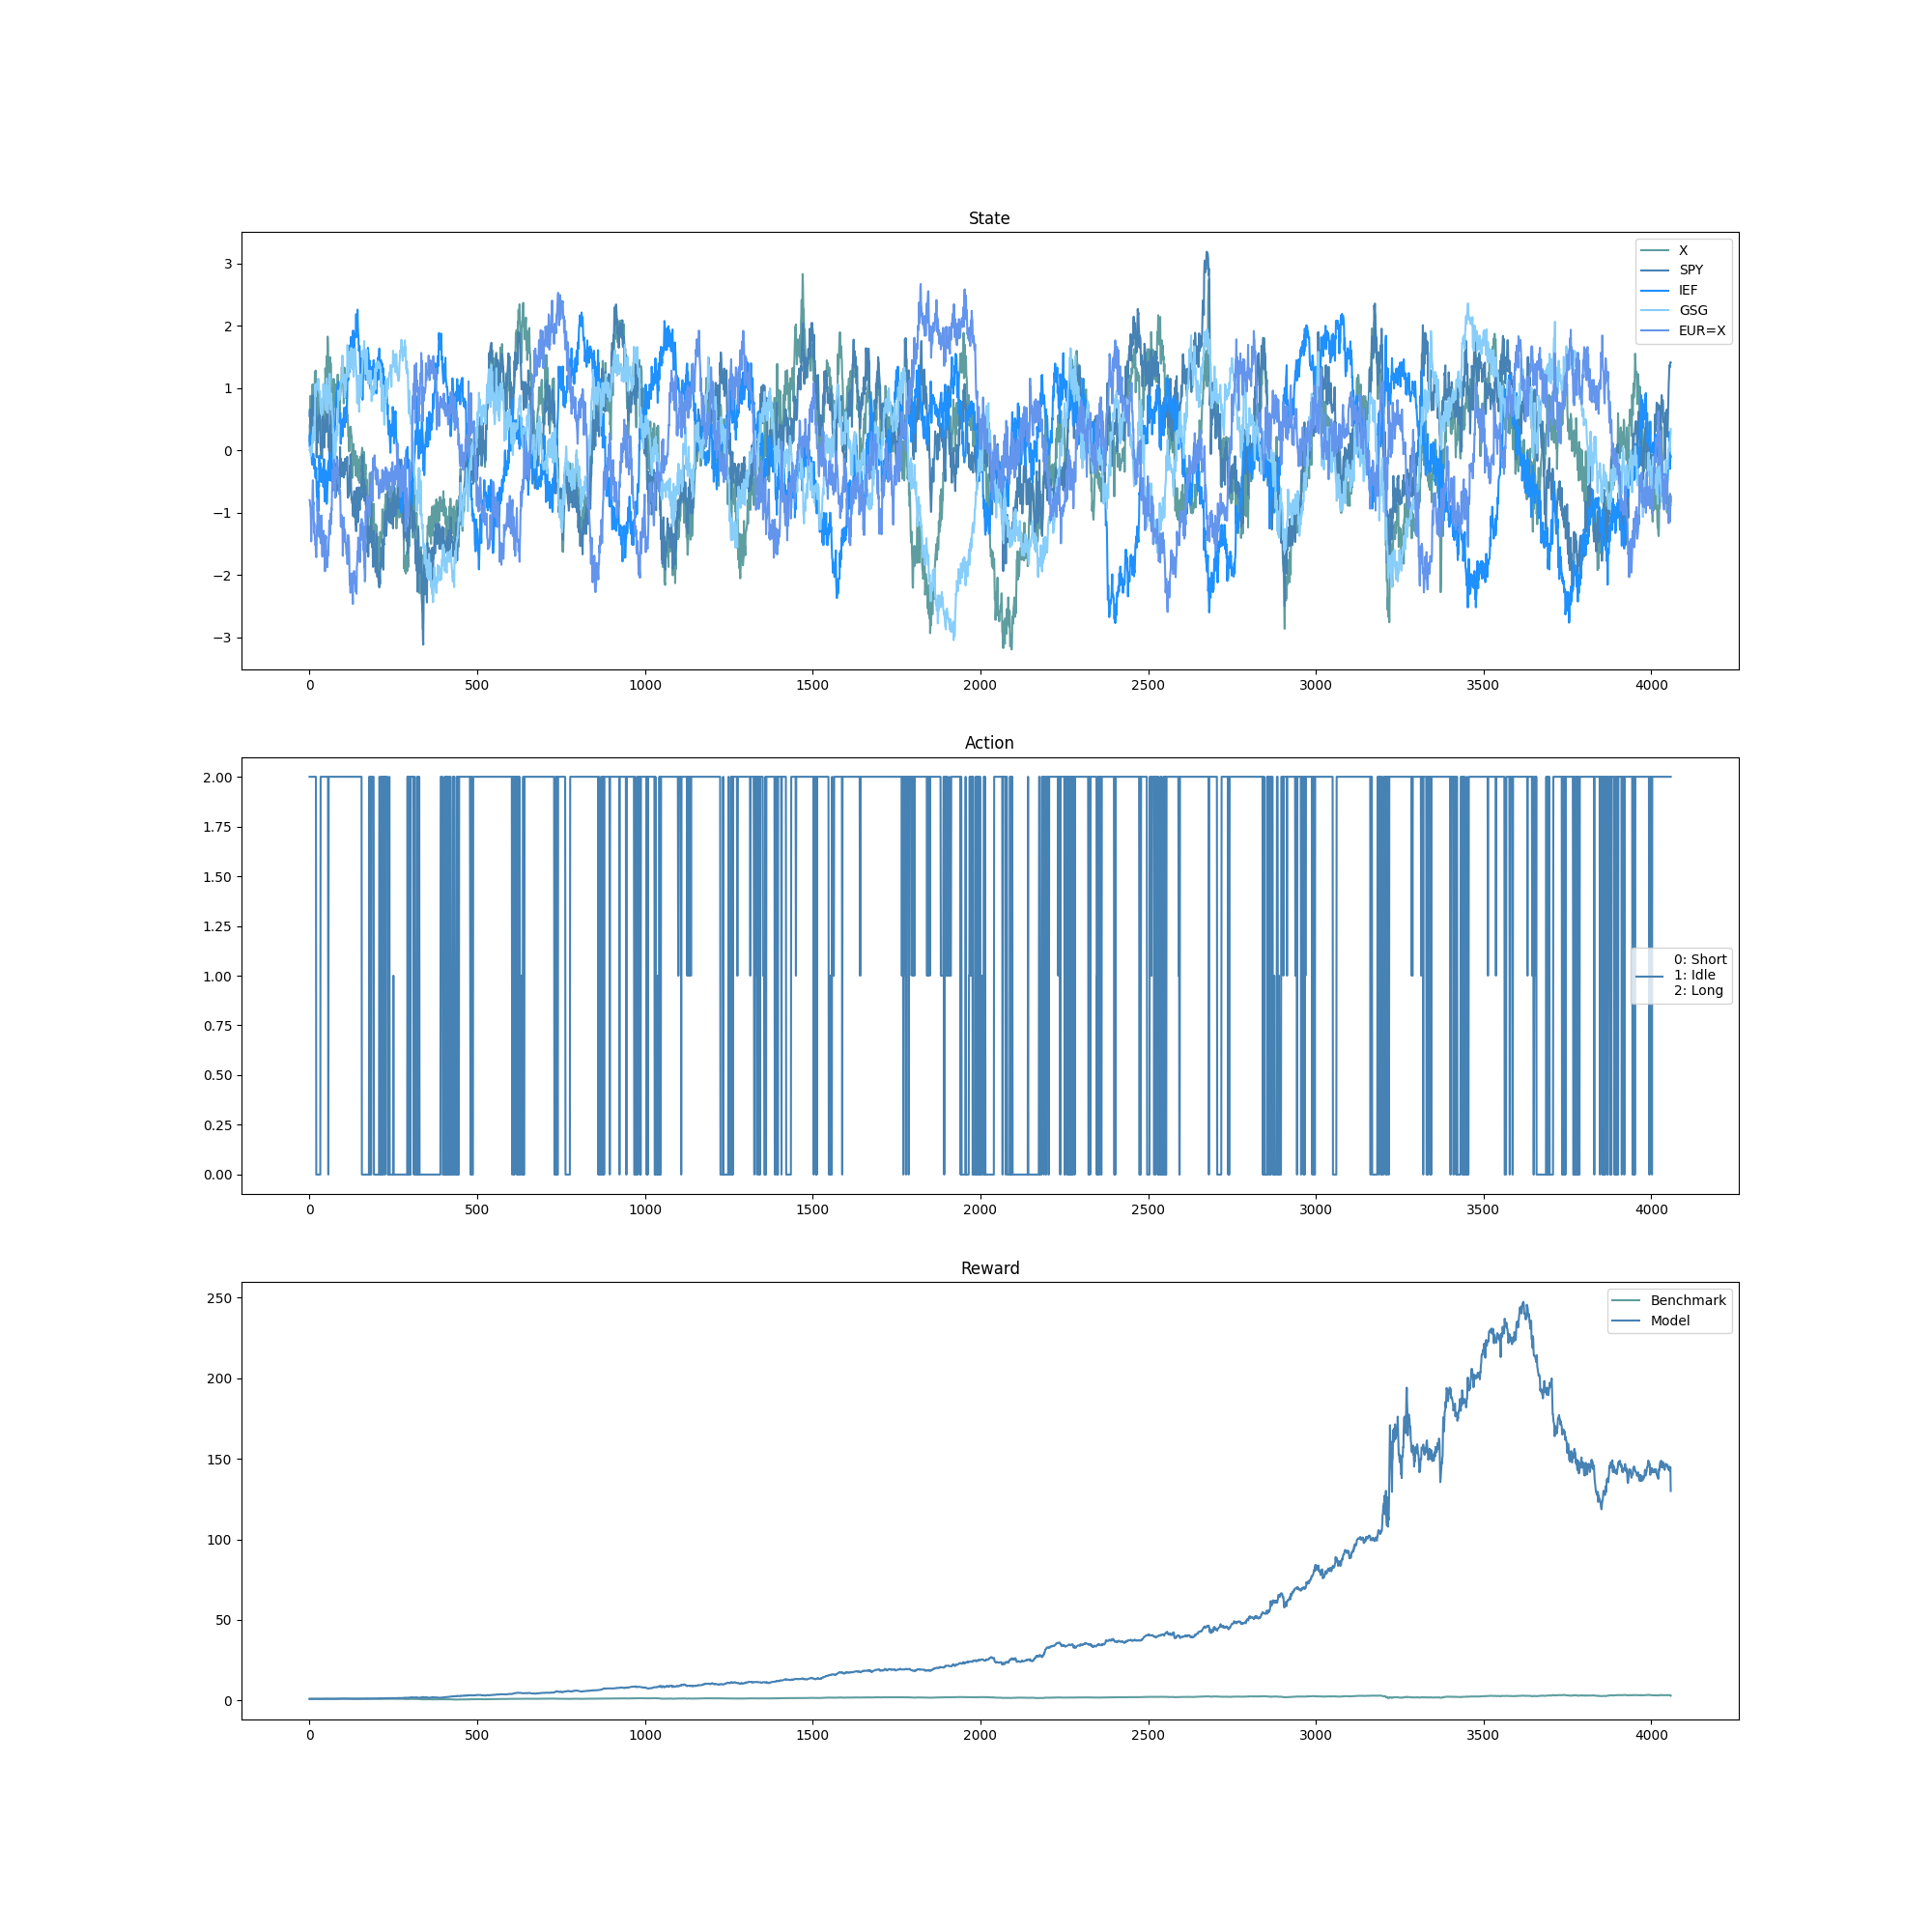 State
3
2
1
0
−1
−2
−3
X
SPY
IEF
GSG
EUR=X
0 500 1000 1500 2000 2500 3000 3500 4000
Action
2.00
1.75
1.50
1.25
1.00
0.75
0.50
0.25
0.00
0: Short
1: Idle
2: Long
0 500 1000 1500 2000 2500 3000 3500 4000
Reward
250
200
150
100
50
0
Benchmark
Model
0 500 1000 1500 2000 2500 3000 3500 4000